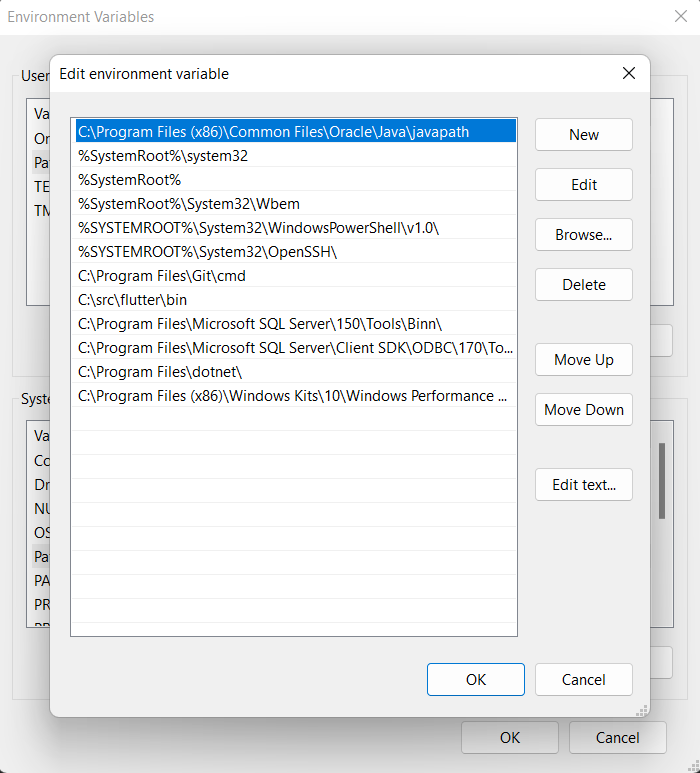 Environment Variables
User
Edit environment variable
Va
Or
Pa
TE
TM
C:\Program Files (x86)\Common Files\Oracle\Java\javapath
%SystemRoot%\system32
%SystemRoot%
%SystemRoot%\System32\Wbem
%SYSTEMROOT%\System32\WindowsPowerShell\v1.0\
%SYSTEMROOT%\System32\OpenSSH\
C:\Program Files\Git\cmd
C:\src\flutter\bin
C:\Program Files\Microsoft SQL Server\150\Tools\Binn\
C:\Program Files\Microsoft SQL Server\Client SDK\ODBC\170\To...
C:\Program Files\dotnet\
C:\Program Files (x86)\Windows Kits\10\Windows Performance ...
New
Edit
Browse...
Delete
Move Up
Move Down
Edit text...
Syste
Va
Co
Dr
NU
OS
Pa
PA
PR
OK
Cancel
OK
Cancel